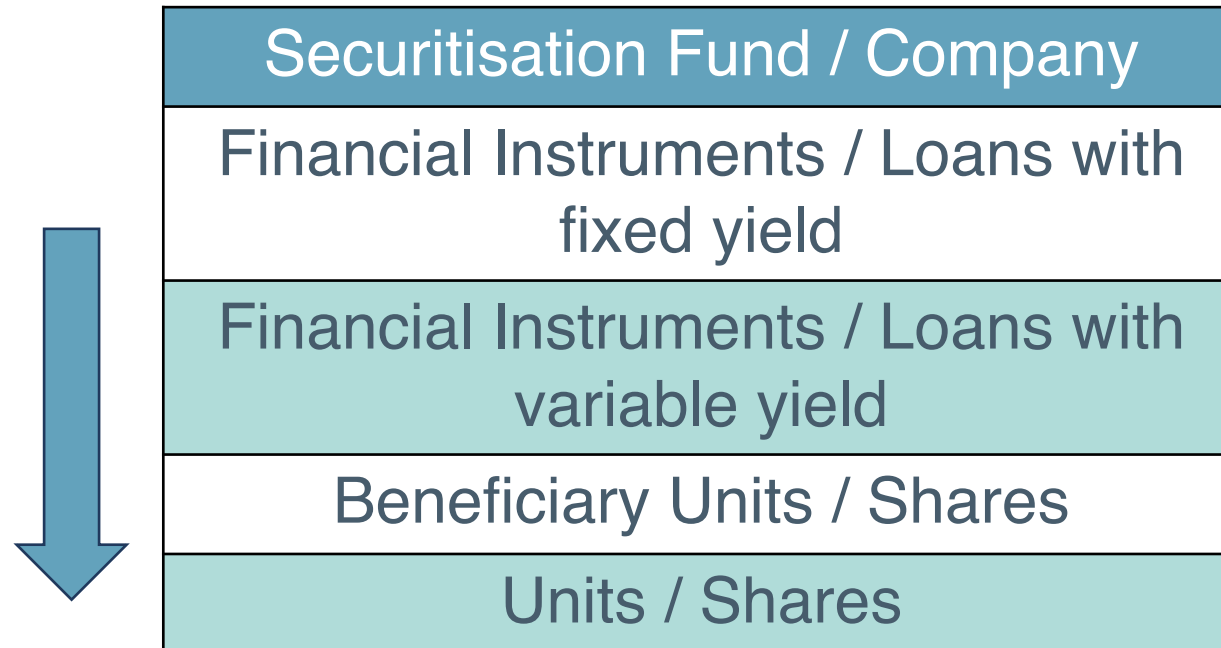 Securitisation Fund / Company
Financial Instruments / Loans with
fixed yield
Financial Instruments / Loans with
variable yield
Beneficiary Units / Shares
Units / Shares